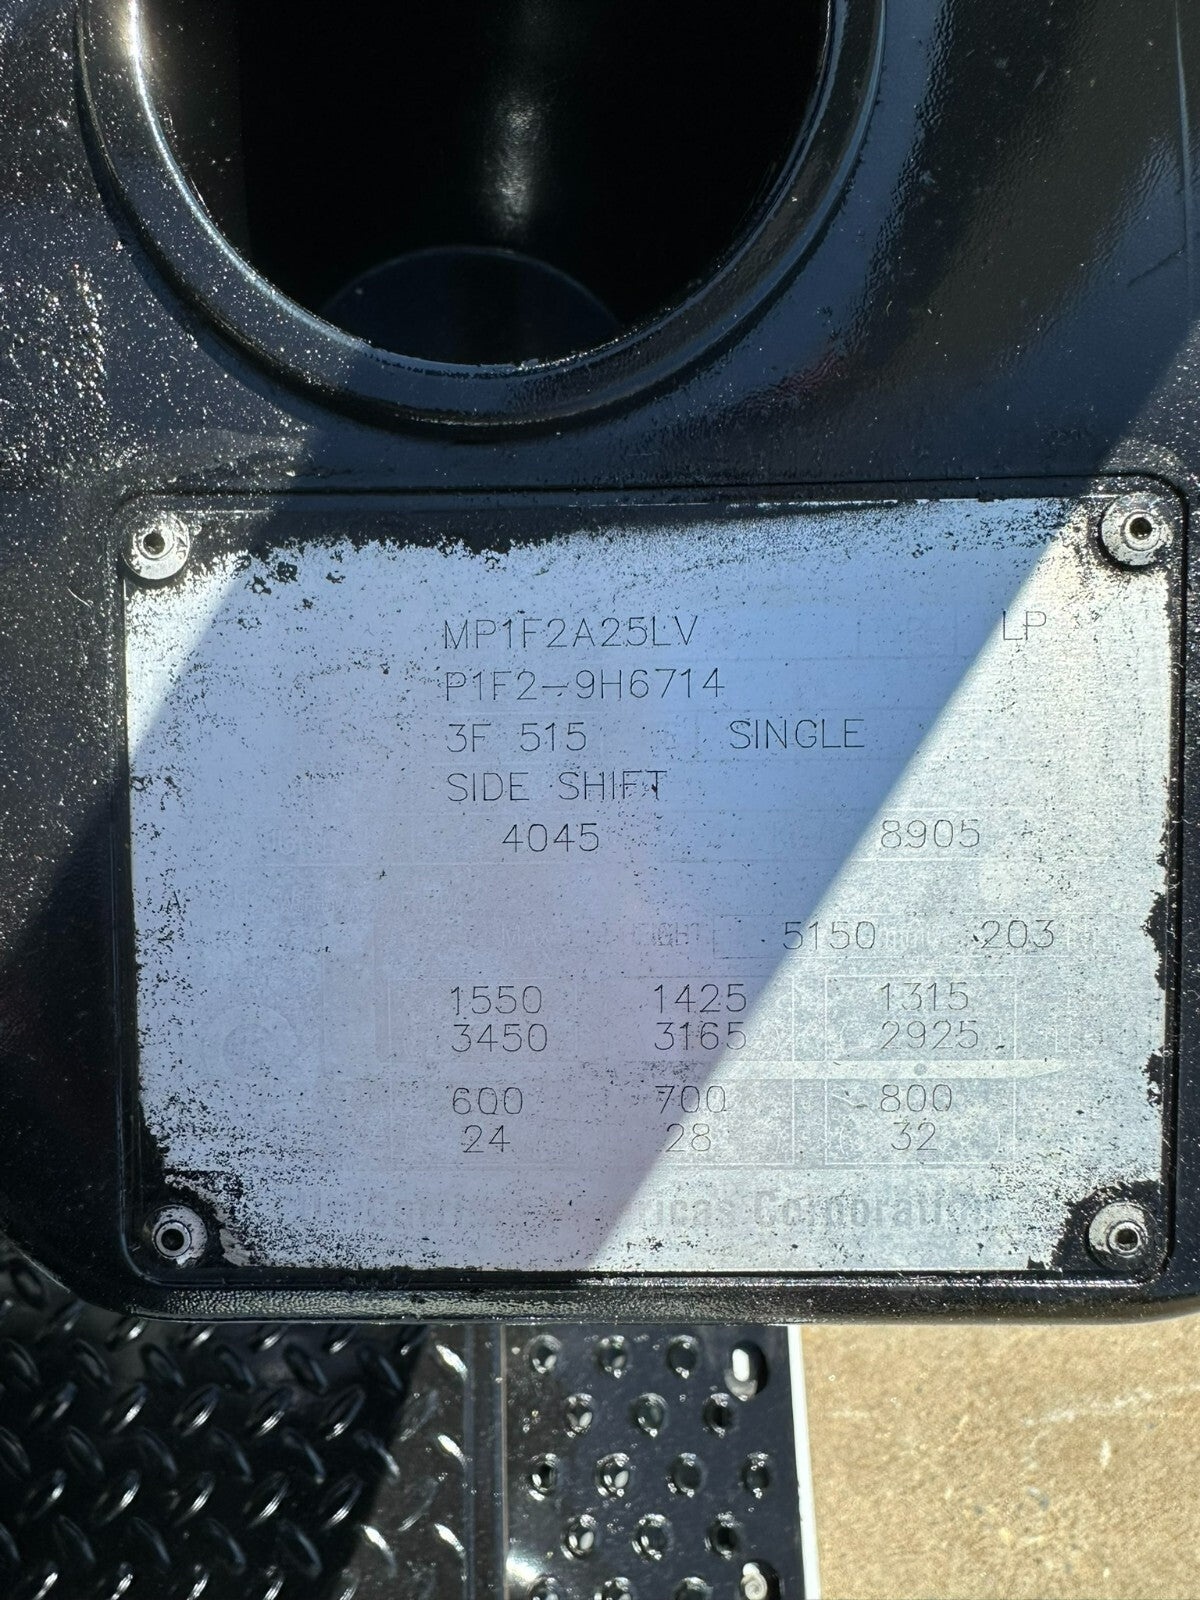 MP1F2A25LV LP
P1F2-9H6714
3F 515 SINGLE
SIDE SHIFT
4045 8905
A
5150 203
1550 1425 1315
3450 3165 2925
600 700 800
24 28 32
Corporation